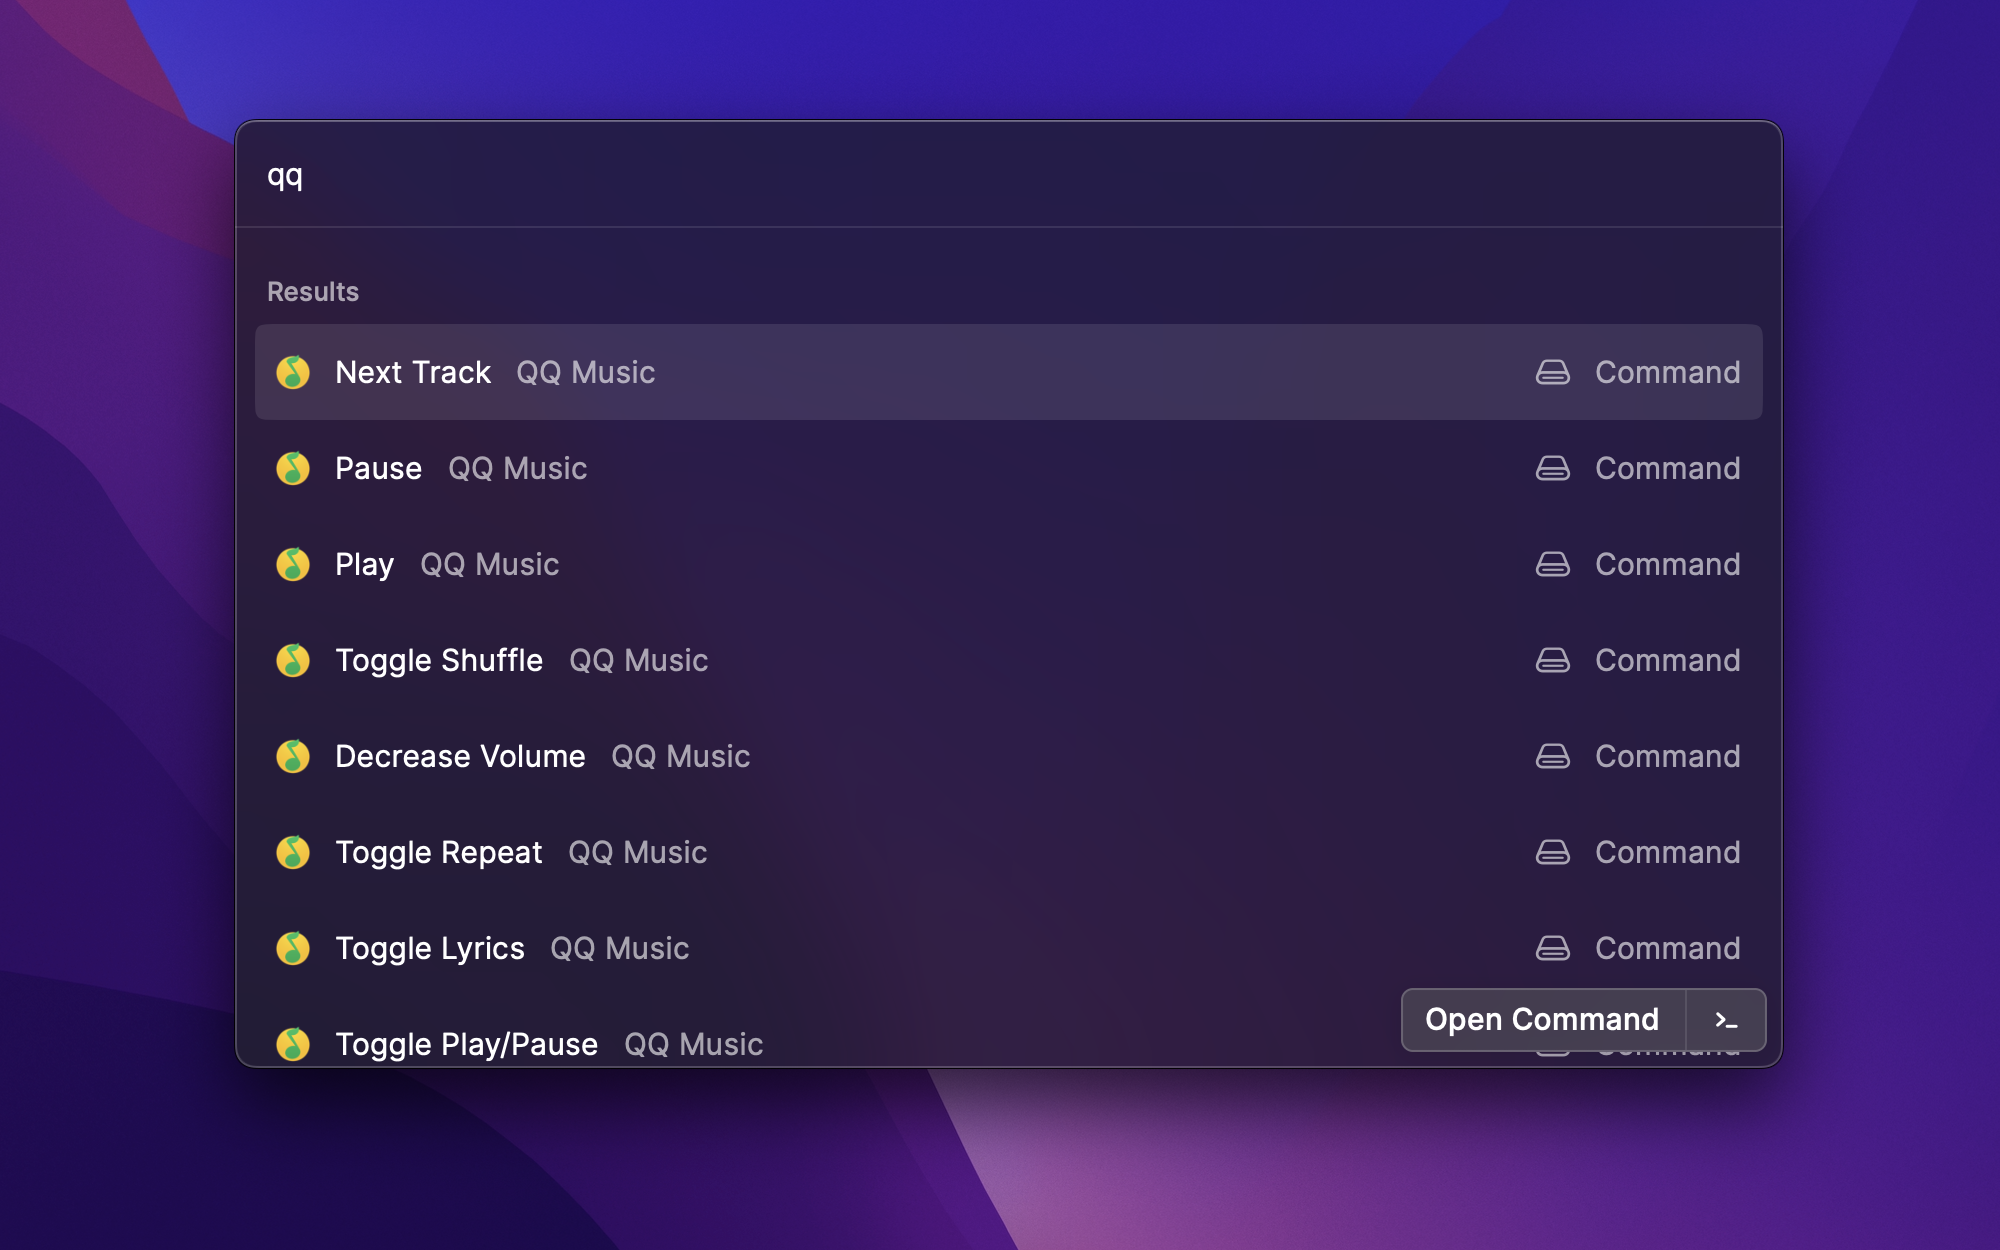 qq
Results
Next Track QQ Music Command
Pause QQ Music Command
Play QQ Music Command
Toggle Shuffle QQ Music Command
Decrease Volume QQ Music Command
Toggle Repeat QQ Music Command
Toggle Lyrics QQ Music Command
Toggle Play/Pause QQ Music Command
Open Command >_